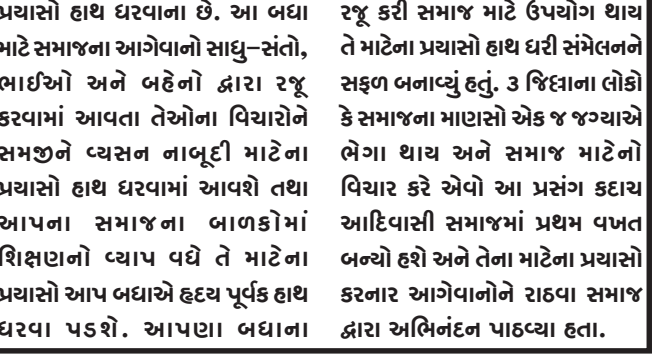 પ્રયાસો હાથ ધરવાના છે. આ બધા
માટે સમાજના આગેવાનો સાધુ–સંતો,
ભાઈઓ અને બહેનો દ્વારા રજૂ
કરવામાં આવતા તેઓના વિચારોને
સમજીને વ્યસન નાબૂદી માટેના
પ્રયાસો હાથ ધરવામાં આવશે તથા
આપના સમાજના બાળકોમાં
શિક્ષણનો વ્યાપ વધે તે માટેના
પ્રયાસો આપ બધાએ હૃદય પૂર્વક હાથ
ધરવા પડશે. આપણા બધાના
રજૂ કરી સમાજ માટે ઉપયોગ થાય
તે માટેના પ્રયાસો હાથ ધરી સંમેલનને
સફળ બનાવ્યું હતું. ૩ જિલ્લાના લોકો
કે સમાજના માણસો એક જ જગ્યાએ
ભેગા થાય અને સમાજ માટેનો
વિચાર કરે એવો આ પ્રસંગ કદાચ
આદિવાસી સમાજમાં પ્રથમ વખત
બન્યો હશે અને તેના માટેના પ્રયાસો
કરનાર આગેવાનોને રાઠવા સમાજ
દ્વારા અભિનંદન પાઠવ્યા હતા.